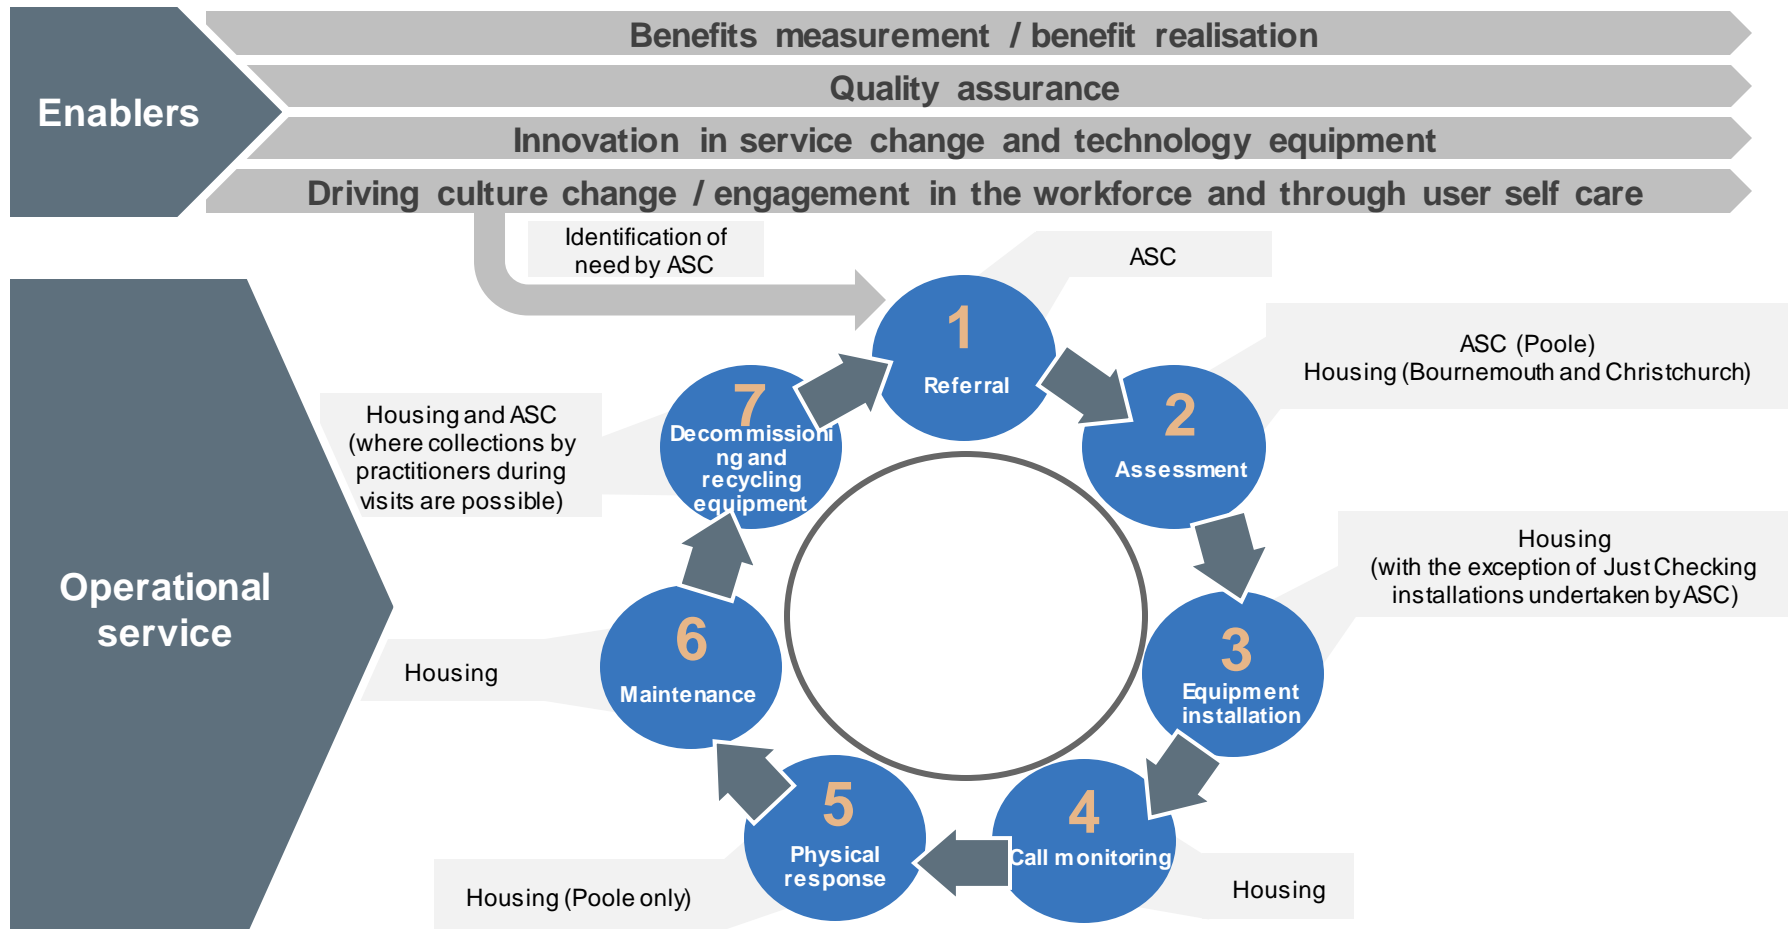 Enablers
Benefits measurement / benefit realisation
Quality assurance
Innovation in service change and technology equipment
Driving culture change / engagement in the workforce and through user self care
Identification of
need by ASC
Operational
service
1
Referral
ASC
2
Assessment
ASC (Poole)
Housing (Bournemouth and Christchurch)
3
Equipment
installation
Housing
(with the exception of Just Checking
installations undertaken by ASC)
4
Call monitoring
Housing
5
Physical
response
Housing (Poole only)
6
Maintenance
Housing
7
Decommissioni
ng and
recycling
equipment
Housing and ASC
(where collections by
practitioners during
visits are possible)